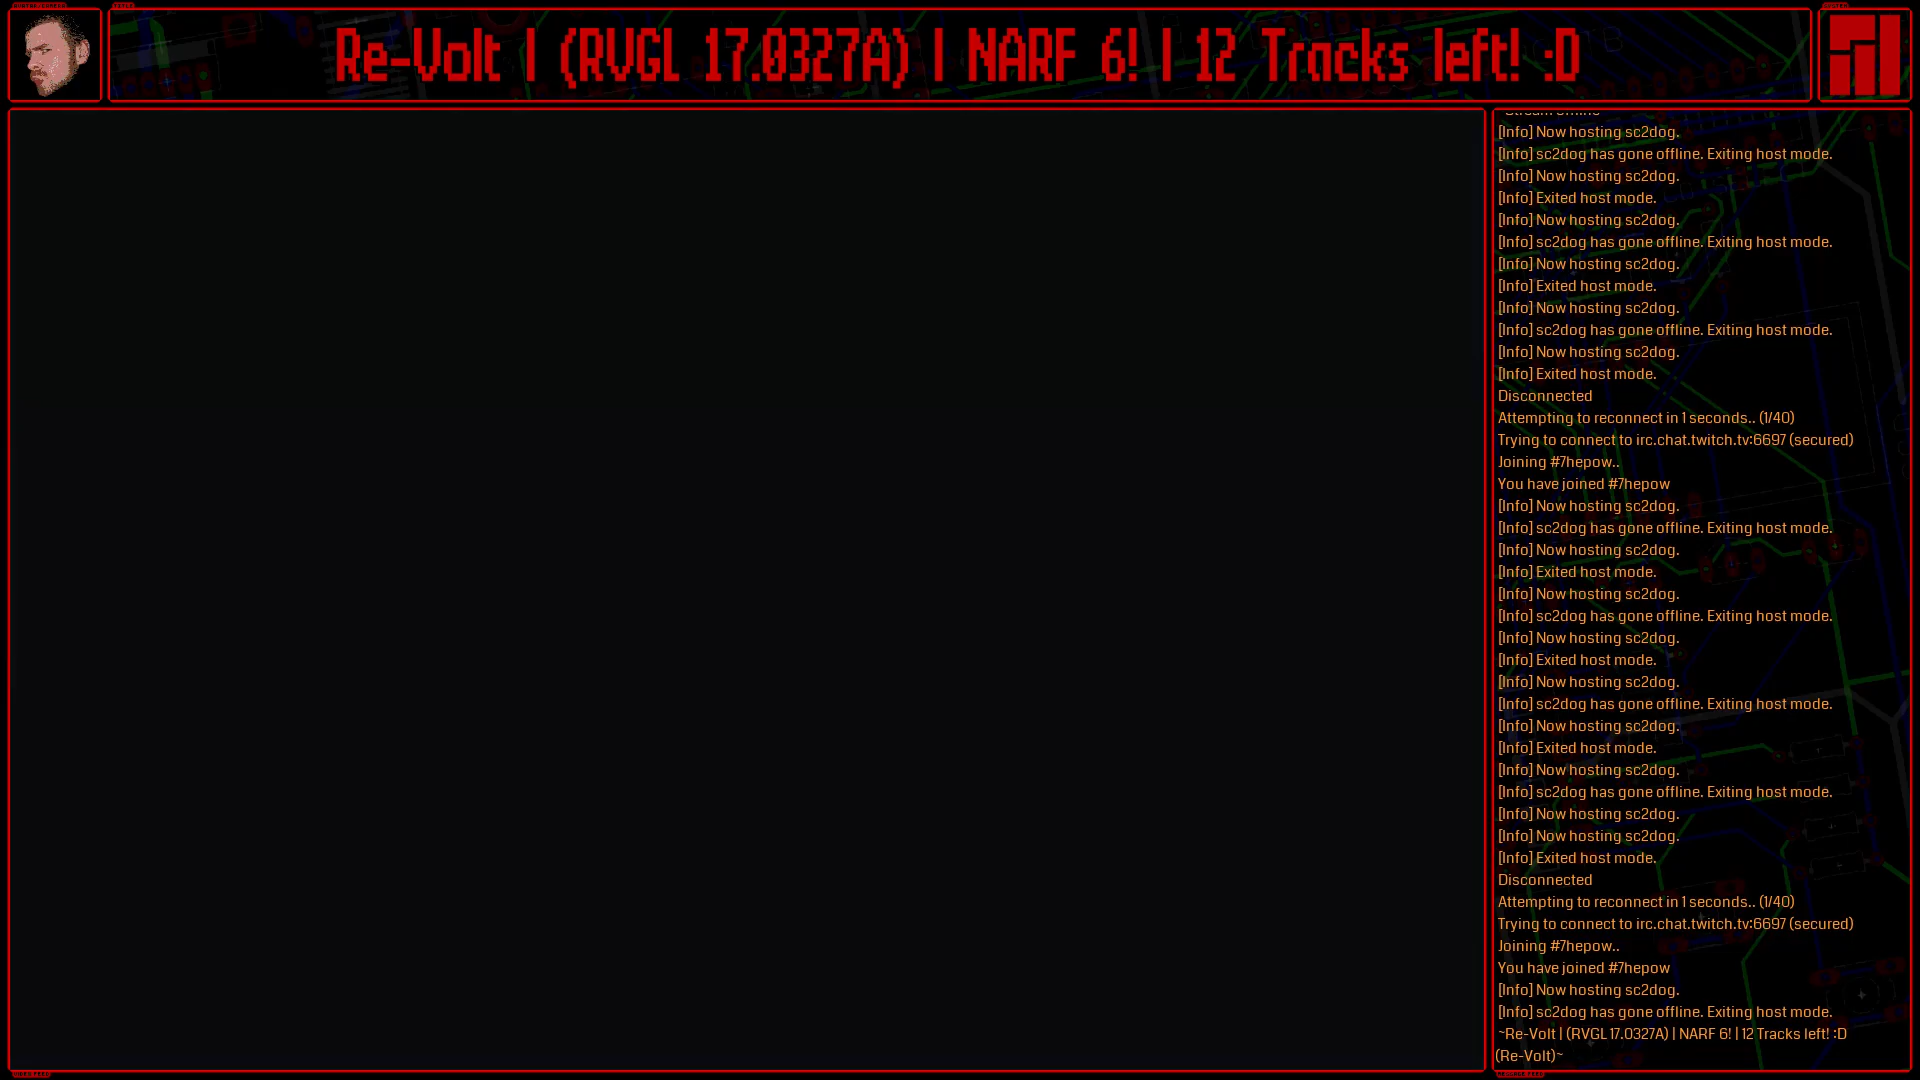 AVATAR/CAMERA
TITLE
SYSTEM
Re-Volt | (RVGL 17.0327A) | NARF 6! | 12 Tracks left! :D
~Stream offline~
[Info] Now hosting sc2dog.
[Info] sc2dog has gone offline. Exiting host mode.
[Info] Now hosting sc2dog.
[Info] Exited host mode.
[Info] Now hosting sc2dog.
[Info] sc2dog has gone offline. Exiting host mode.
[Info] Now hosting sc2dog.
[Info] Exited host mode.
[Info] Now hosting sc2dog.
[Info] sc2dog has gone offline. Exiting host mode.
[Info] Now hosting sc2dog.
[Info] Exited host mode.
Disconnected
Attempting to reconnect in 1 seconds.. (1/40)
Trying to connect to irc.chat.twitch.tv:6697 (secured)
Joining #7hepow..
You have joined #7hepow
[Info] Now hosting sc2dog.
[Info] sc2dog has gone offline. Exiting host mode.
[Info] Now hosting sc2dog.
[Info] Exited host mode.
[Info] Now hosting sc2dog.
[Info] sc2dog has gone offline. Exiting host mode.
[Info] Now hosting sc2dog.
[Info] Exited host mode.
[Info] Now hosting sc2dog.
[Info] sc2dog has gone offline. Exiting host mode.
[Info] Now hosting sc2dog.
[Info] Exited host mode.
[Info] Now hosting sc2dog.
[Info] sc2dog has gone offline. Exiting host mode.
[Info] Now hosting sc2dog.
[Info] Now hosting sc2dog.
[Info] Exited host mode.
Disconnected
Attempting to reconnect in 1 seconds.. (1/40)
Trying to connect to irc.chat.twitch.tv:6697 (secured)
Joining #7hepow..
You have joined #7hepow
[Info] Now hosting sc2dog.
[Info] sc2dog has gone offline. Exiting host mode.
~Re-Volt | (RVGL 17.0327A) | NARF 6! | 12 Tracks left! :D
(Re-Volt)~
VIDEO FEED
MESSAGE FEED